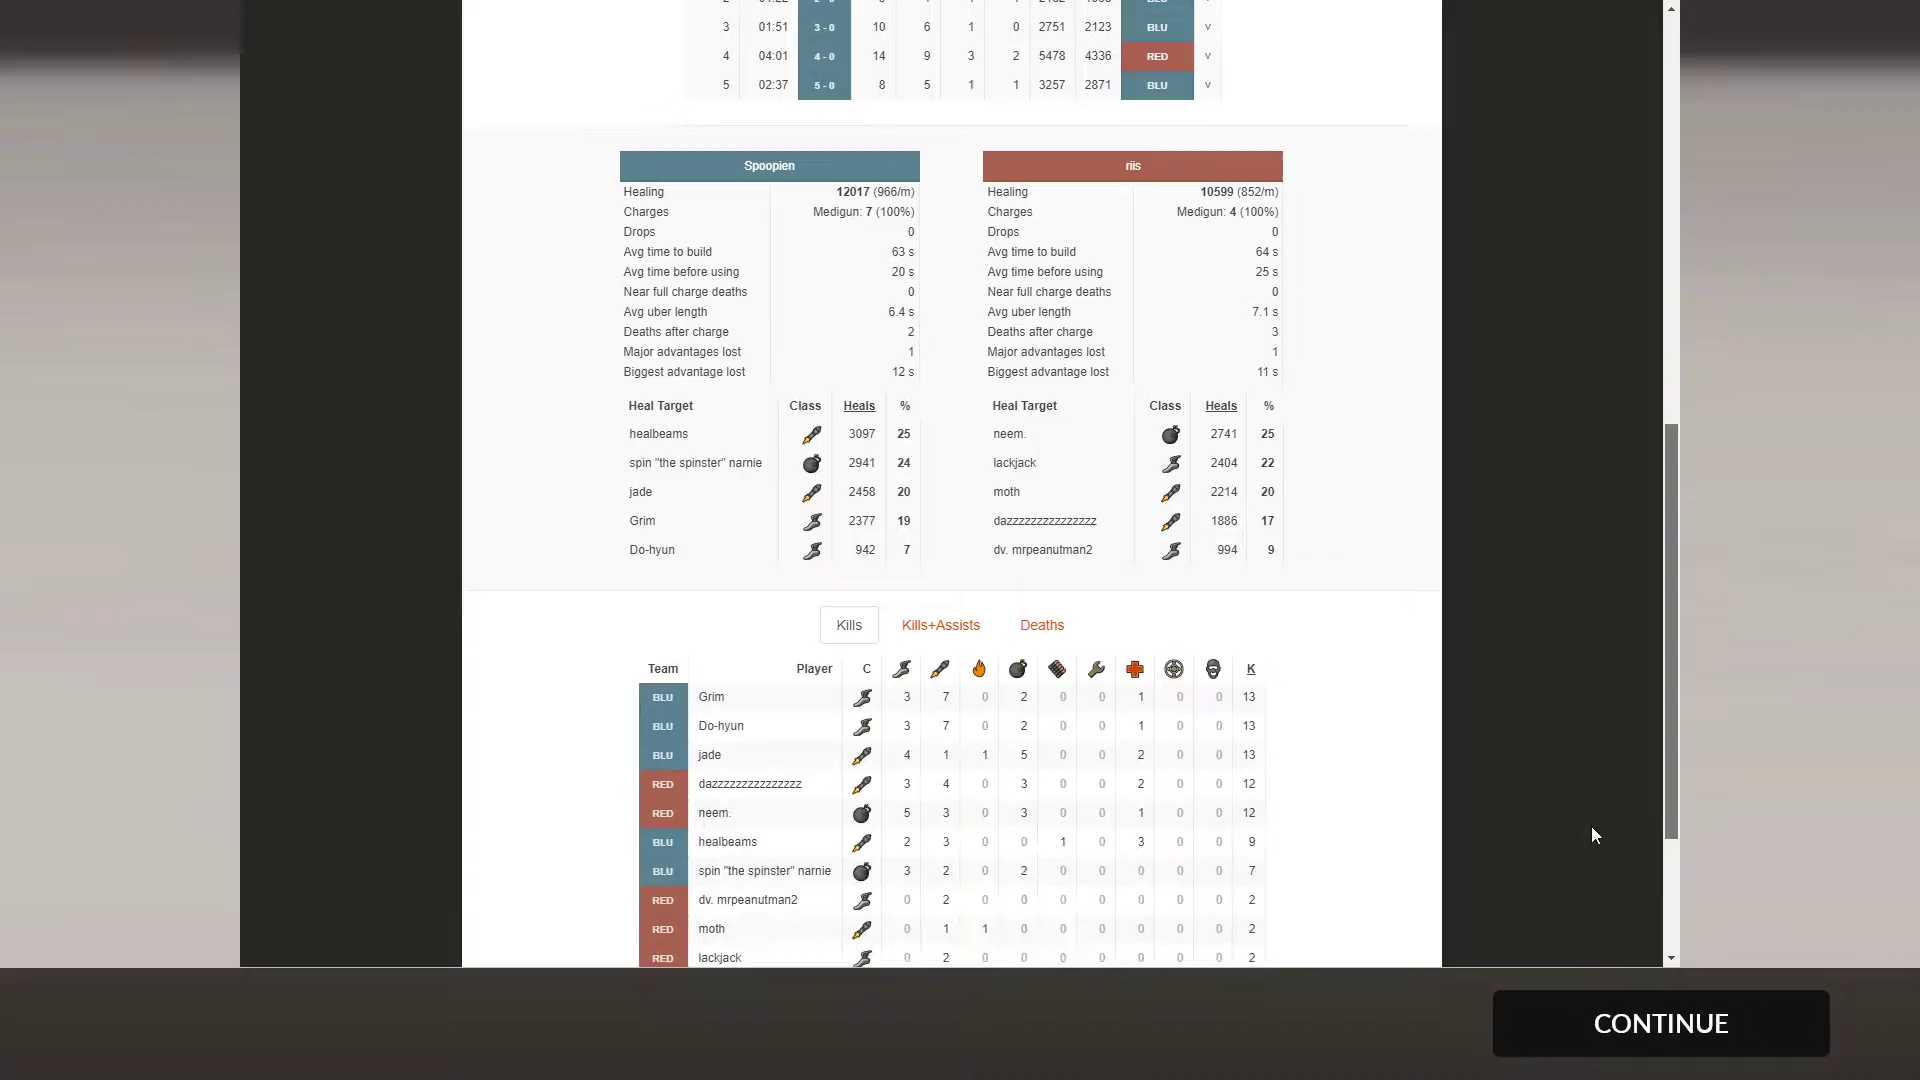 3 01:51 3 - 0 10 6 1 0 2751 2123 BLU v
4 04:01 4 - 0 14 9 3 2 5478 4336 RED v
5 02:37 5 - 0 8 5 1 1 3257 2871 BLU v
Spoopien
Healing 12017 (966/m)
Charges Medigun: 7 (100%)
Drops 0
Avg time to build 63 s
Avg time before using 20 s
Near full charge deaths 0
Avg uber length 6.4 s
Deaths after charge 2
Major advantages lost 1
Biggest advantage lost 12 s
Heal Target Class Heals %
healbeams 3097 25
spin "the spinster" narnie 2941 24
jade 2458 20
Grim 2377 19
Do-hyun 942 7
riis
Healing 10599 (852/m)
Charges Medigun: 4 (100%)
Drops 0
Avg time to build 64 s
Avg time before using 25 s
Near full charge deaths 0
Avg uber length 7.1 s
Deaths after charge 3
Major advantages lost 1
Biggest advantage lost 11 s
Heal Target Class Heals %
neem. 2741 25
lackjack 2404 22
moth 2214 20
dazzzzzzzzzzzzzzz 1886 17
dv. mrpeanutman2 994 9
Kills Kills+Assists Deaths
Team Player C K
BLU Grim 3 7 0 2 0 0 1 0 0 13
BLU Do-hyun 3 7 0 2 0 0 1 0 0 13
BLU jade 4 1 1 5 0 0 2 0 0 13
RED dazzzzzzzzzzzzzzz 3 4 0 3 0 0 2 0 0 12
RED neem. 5 3 0 3 0 0 1 0 0 12
BLU healbeams 2 3 0 0 1 0 3 0 0 9
BLU spin "the spinster" narnie 3 2 0 2 0 0 0 0 0 7
RED dv. mrpeanutman2 0 2 0 0 0 0 0 0 0 2
RED moth 0 1 1 0 0 0 0 0 0 2
RED lackjack 0 2 0 0 0 0 0 0 0 2
CONTINUE